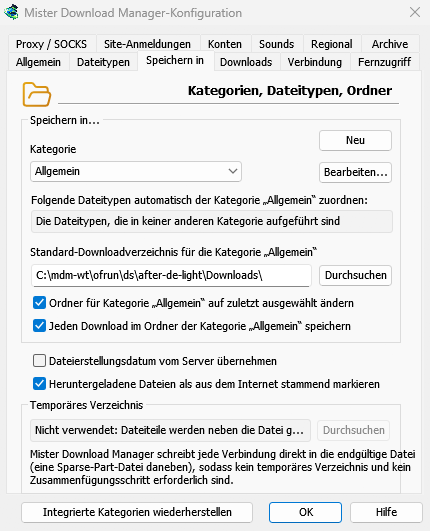 Mister Download Manager-Konfiguration
Proxy / SOCKS Site-Anmeldungen Konten Sounds Regional Archive
Allgemein Dateitypen Speichern in Downloads Verbindung Fernzugriff
Kategorien, Dateitypen, Ordner
Speichern in...
Neu
Kategorie
Allgemein
Bearbeiten...
Folgende Dateitypen automatisch der Kategorie „Allgemein“ zuordnen:
Die Dateitypen, die in keiner anderen Kategorie aufgeführt sind
Standard-Downloadverzeichnis für die Kategorie „Allgemein“
C:\mdm-wt\ofrun\ds\after-de-light\Downloads\ Durchsuchen
Ordner für Kategorie „Allgemein“ auf zuletzt ausgewählt ändern
Jeden Download im Ordner der Kategorie „Allgemein“ speichern
Dateierstellungsdatum vom Server übernehmen
Heruntergeladene Dateien als aus dem Internet stammend markieren
Temporäres Verzeichnis
Nicht verwendet: Dateiteile werden neben die Datei g... Durchsuchen
Mister Download Manager schreibt jede Verbindung direkt in die endgültige Datei
(eine Sparse-Part-Datei daneben), sodass kein temporäres Verzeichnis und kein
Zusammenfügungsschritt erforderlich sind.
Integrierte Kategorien wiederherstellen OK Hilfe